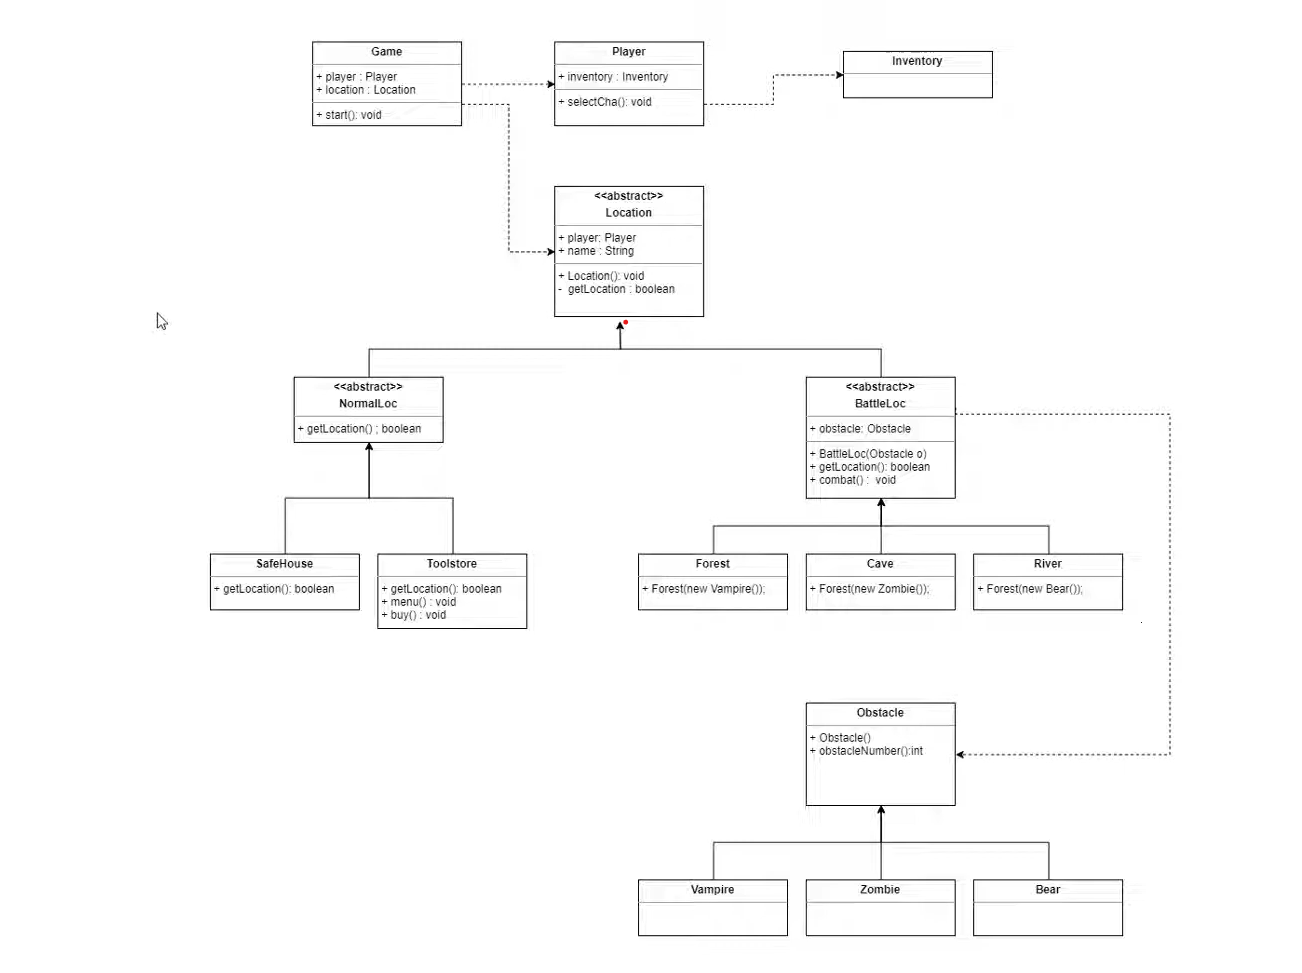 Game
+ player : Player
+ location : Location
+ start(): void
Player
+ inventory : Inventory
+ selectCha(): void
Inventory
<<abstract>>
Location
+ player: Player
+ name : String
+ Location(): void
- getLocation : boolean
<<abstract>>
NormalLoc
+ getLocation() ; boolean
<<abstract>>
BattleLoc
+ obstacle: Obstacle
+ BattleLoc(Obstacle o)
+ getLocation(): boolean
+ combat() : void
SafeHouse
+ getLocation(): boolean
Toolstore
+ getLocation(): boolean
+ menu() : void
+ buy() : void
Forest
+ Forest(new Vampire());
Cave
+ Forest(new Zombie());
River
+ Forest(new Bear());
Obstacle
+ Obstacle()
+ obstacleNumber():int
Vampire
Zombie
Bear